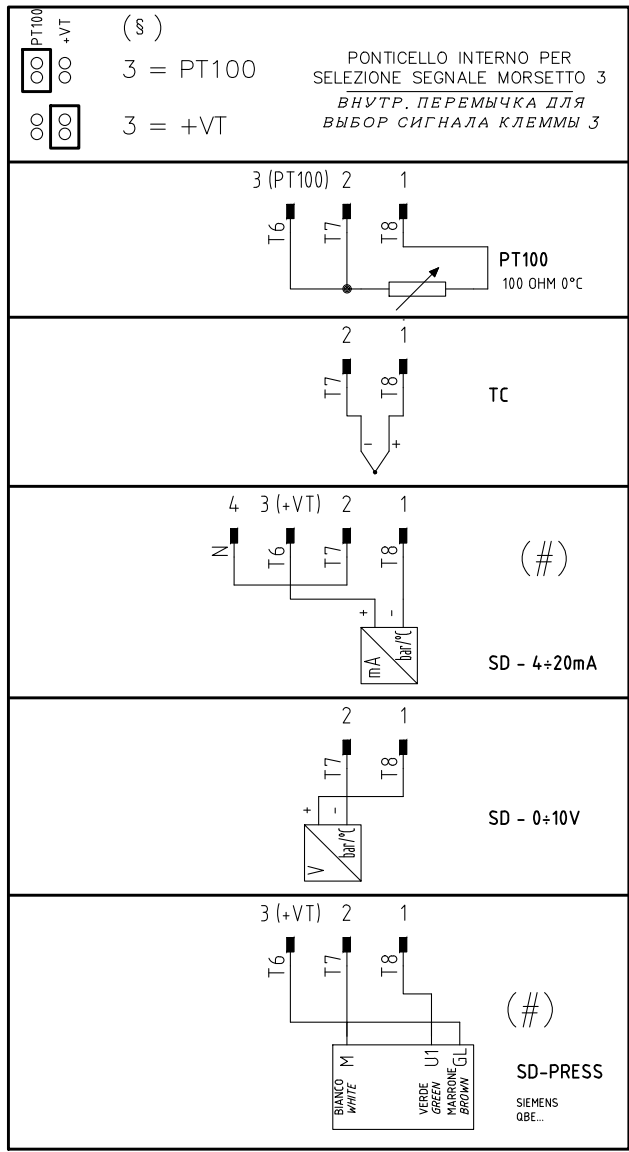 PT100
+VT
(§)
3 = PT100
3 = +VT
PONTICELLO INTERNO PER
SELEZIONE SEGNALE MORSETTO 3
ВНУТР. ПЕРЕМЫЧКА ДЛЯ
ВЫБОР СИГНАЛА КЛЕММЫ 3
3 (PT100) 2 1
T6 T7 T8
PT100
100 OHM 0°C
2 1
T7 T8
TC
- +
4 3 (+VT) 2 1
N T6 T7 T8
(#)
+ -
mA bar/°C
SD - 4÷20mA
2 1
T7 T8
+ -
V bar/°C
SD - 0÷10V
3 (+VT) 2 1
T6 T7 T8
(#)
M U1 GL
BIANCO
WHITE
VERDE
GREEN
MARRONE
BROWN
SD-PRESS
SIEMENS
QBE...